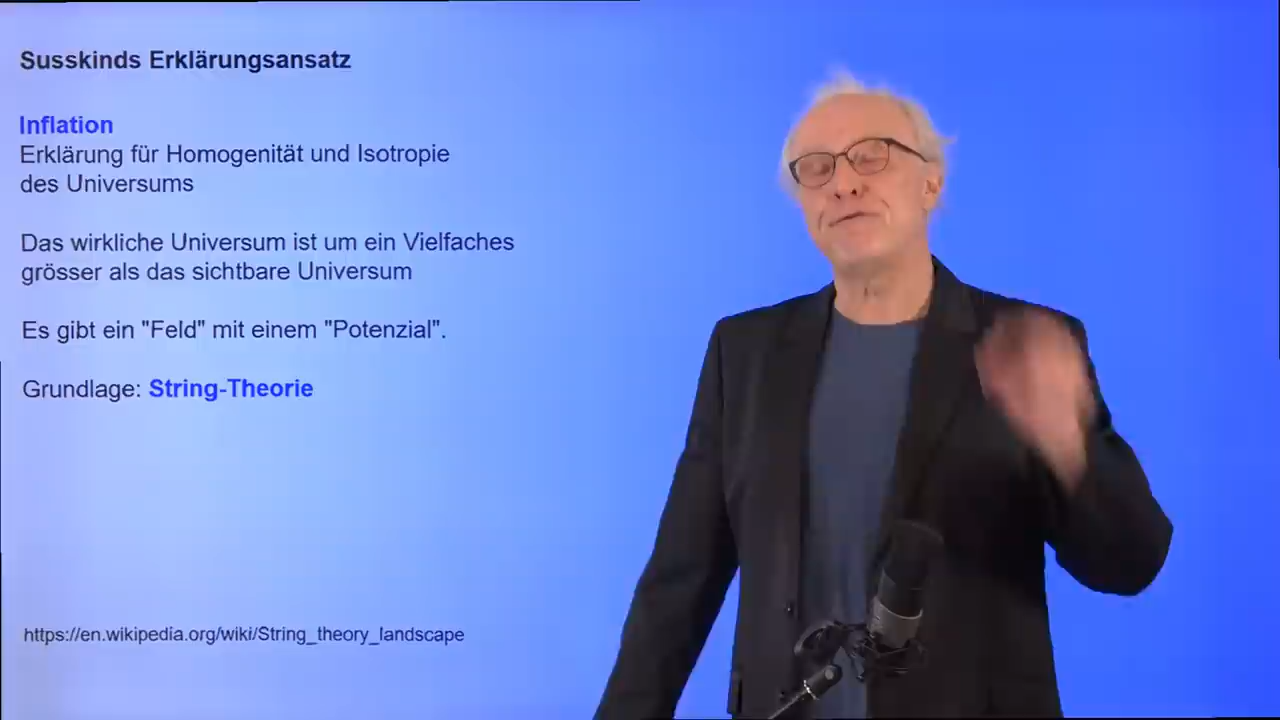 Susskinds Erklärungsansatz
Inflation
Erklärung für Homogenität und Isotropie
des Universums
Das wirkliche Universum ist um ein Vielfaches
grösser als das sichtbare Universum
Es gibt ein "Feld" mit einem "Potenzial".
Grundlage: String-Theorie
https://en.wikipedia.org/wiki/String_theory_landscape